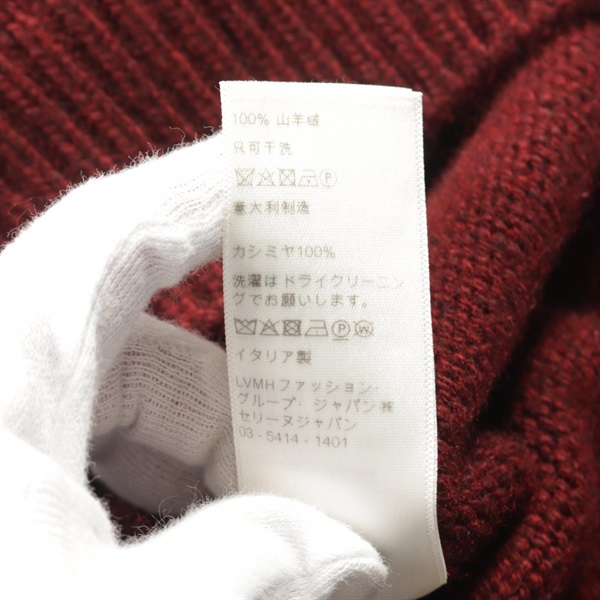 100% 山羊绒
只可干洗
意大利制造
カシミヤ100%
洗濯は ドライクリーニン
グでお願いします。
イタリア製
LVMHファッション・
グループ・ジャパン㈱
セリーヌジャパン
03 - 5414 - 1401